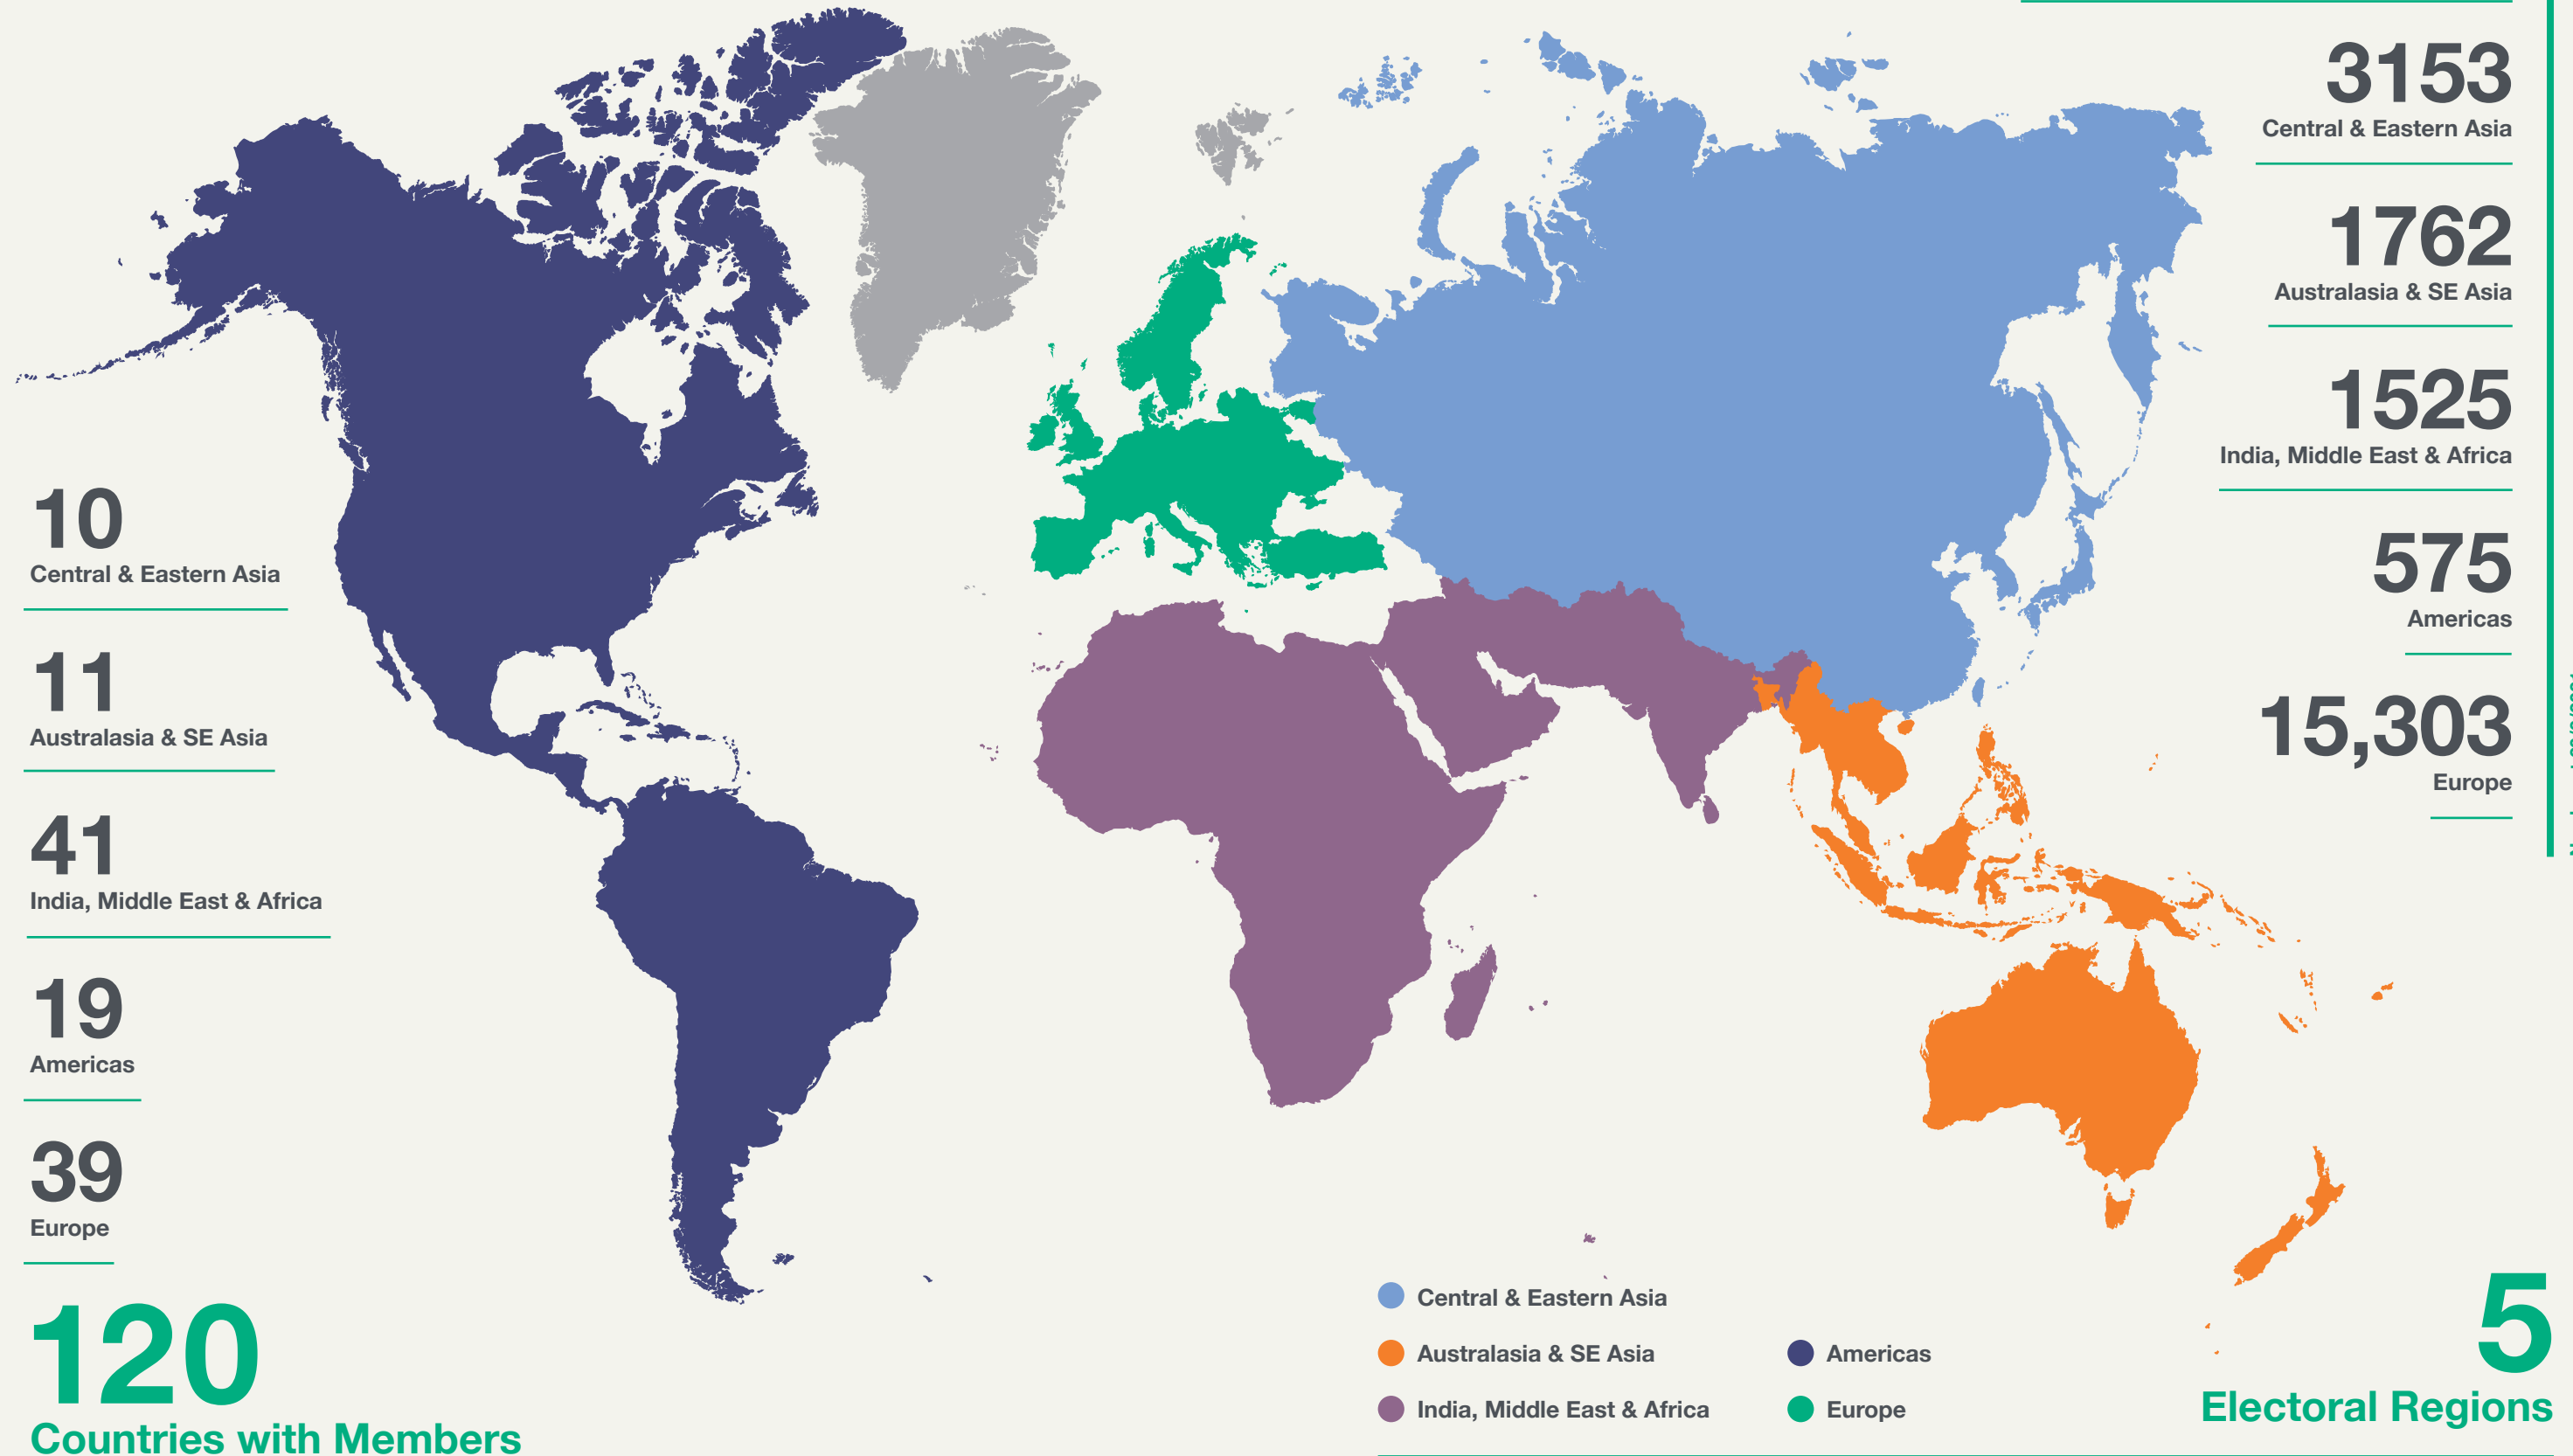 10
Central & Eastern Asia
11
Australasia & SE Asia
41
India, Middle East & Africa
19
Americas
39
Europe
120
Countries with Members
3153
Central & Eastern Asia
1762
Australasia & SE Asia
1525
India, Middle East & Africa
575
Americas
15,303
Europe
Central & Eastern Asia
Australasia & SE Asia
India, Middle East & Africa
Americas
Europe
5
Electoral Regions